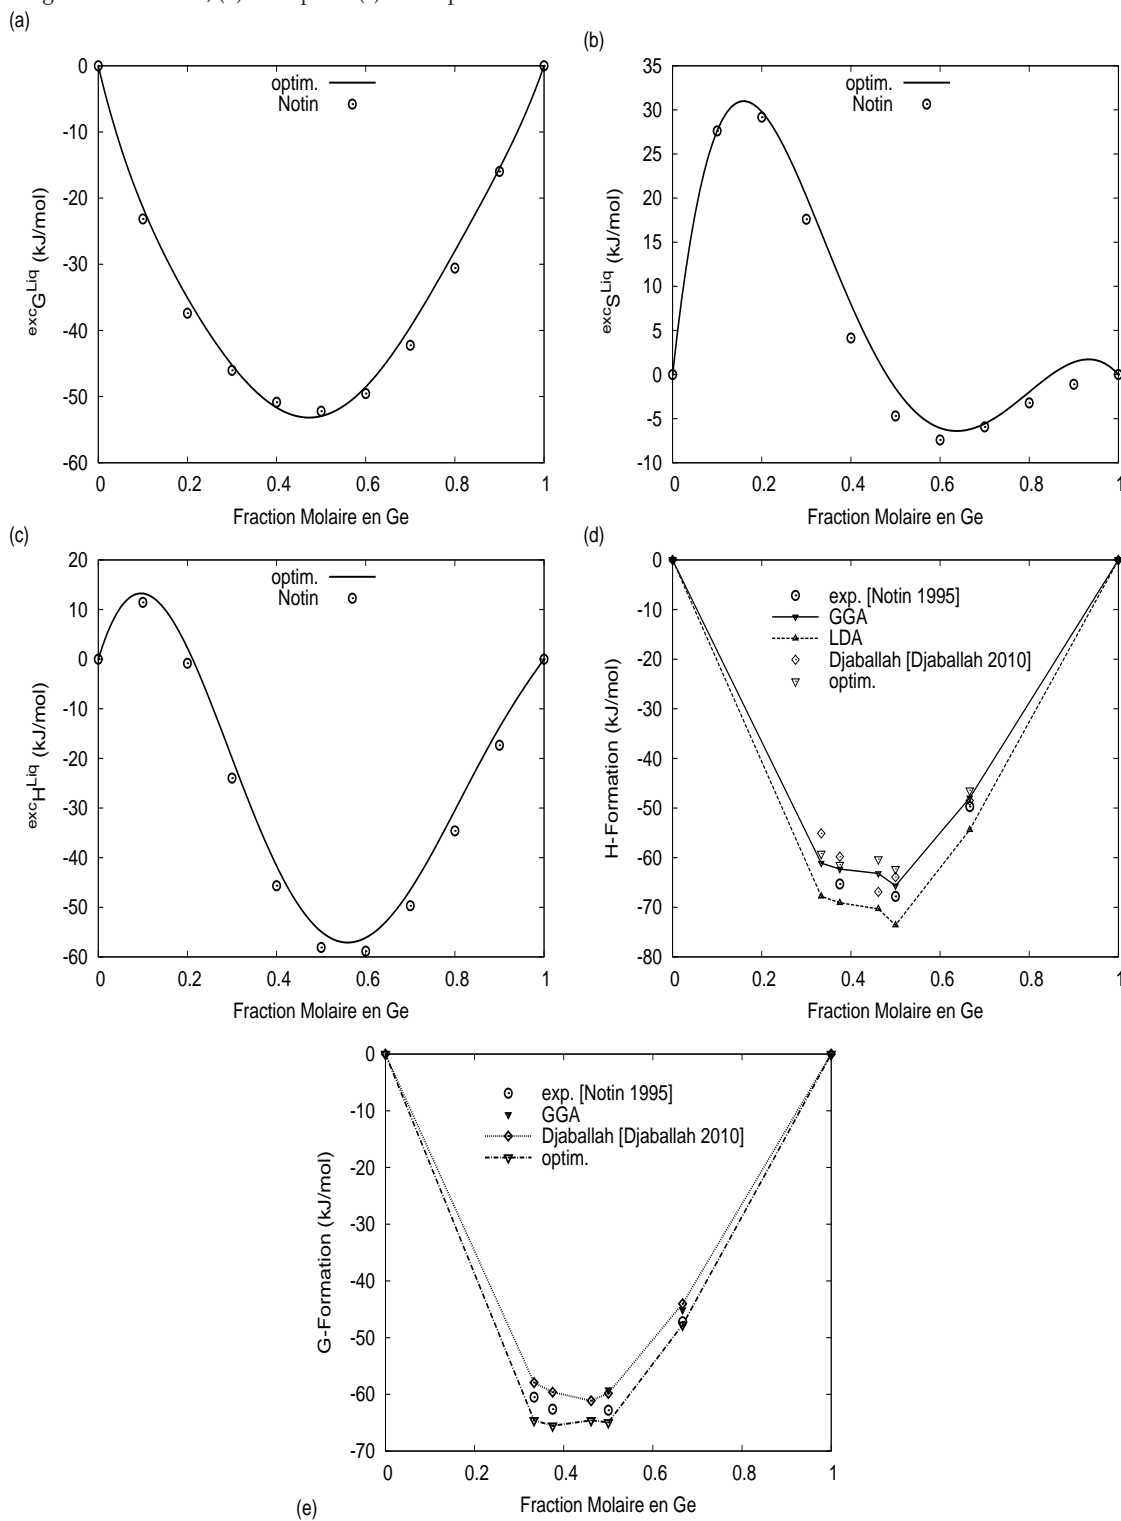 (a)
0
-10
-20
-30
-40
-50
-60
0
0.2
0.4
0.6
0.8
1
excGLiq (kJ/mol)
Fraction Molaire en Ge
optim.
Notin
(b)
35
30
25
20
15
10
5
0
-5
-10
0
0.2
0.4
0.6
0.8
1
excSLiq (kJ/mol)
Fraction Molaire en Ge
optim.
Notin
(c)
20
10
0
-10
-20
-30
-40
-50
-60
0
0.2
0.4
0.6
0.8
1
excHLiq (kJ/mol)
Fraction Molaire en Ge
optim.
Notin
(d)
0
-10
-20
-30
-40
-50
-60
-70
-80
0
0.2
0.4
0.6
0.8
1
H-Formation (kJ/mol)
Fraction Molaire en Ge
exp. [Notin 1995]
GGA
LDA
Djaballah [Djaballah 2010]
optim.
0
-10
-20
-30
-40
-50
-60
-70
0
0.2
0.4
0.6
0.8
1
G-Formation (kJ/mol)
Fraction Molaire en Ge
exp. [Notin 1995]
GGA
Djaballah [Djaballah 2010]
optim.
(e)